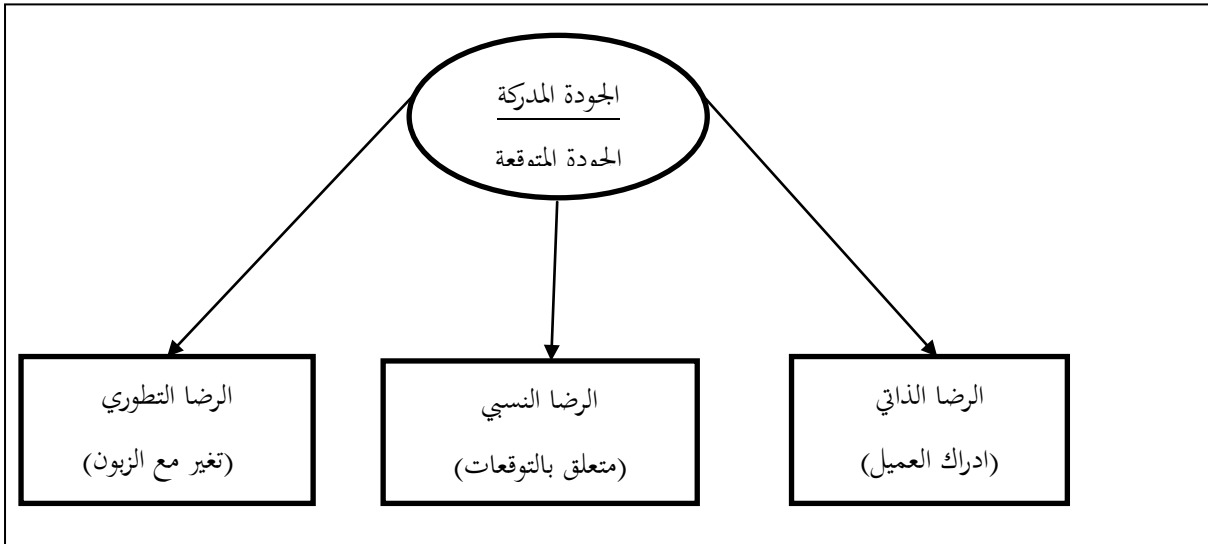 الجودة المدركة
الجودة المتوقعة
الرضا الذاتي
(ادراك العميل)
الرضا النسبي
(متعلق بالتوقعات)
الرضا التطوري
(تغير مع الزبون)